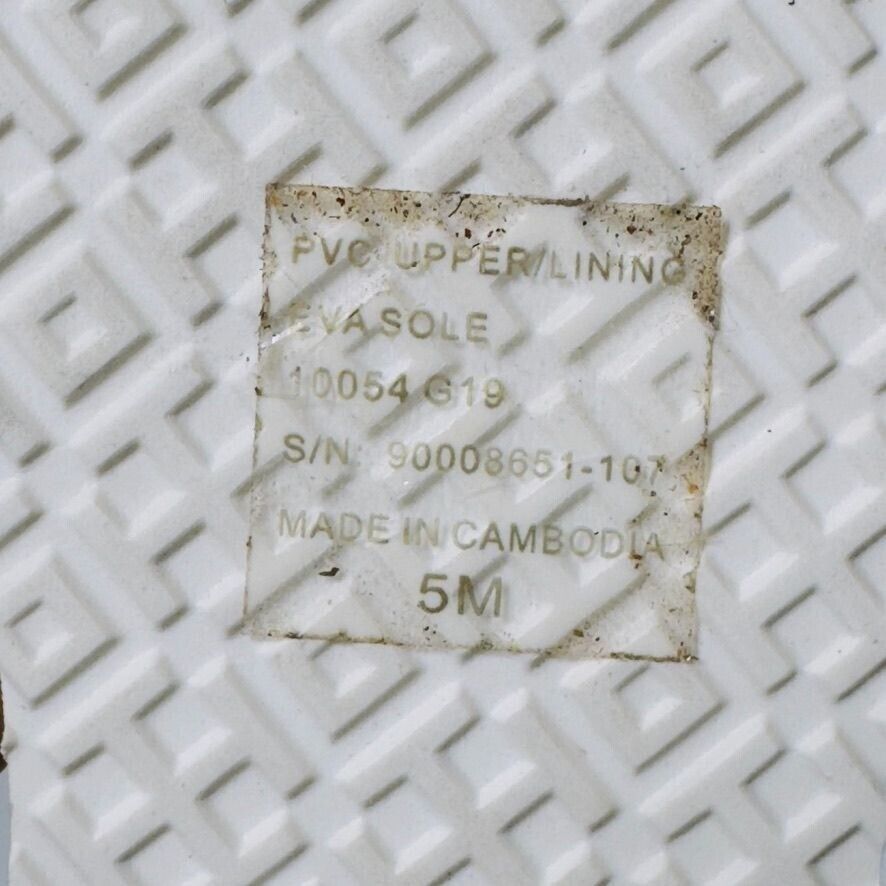 PVC UPPER/LINING
EVA SOLE
10054 G19
S/N: 90008651-107
MADE IN CAMBODIA
5M